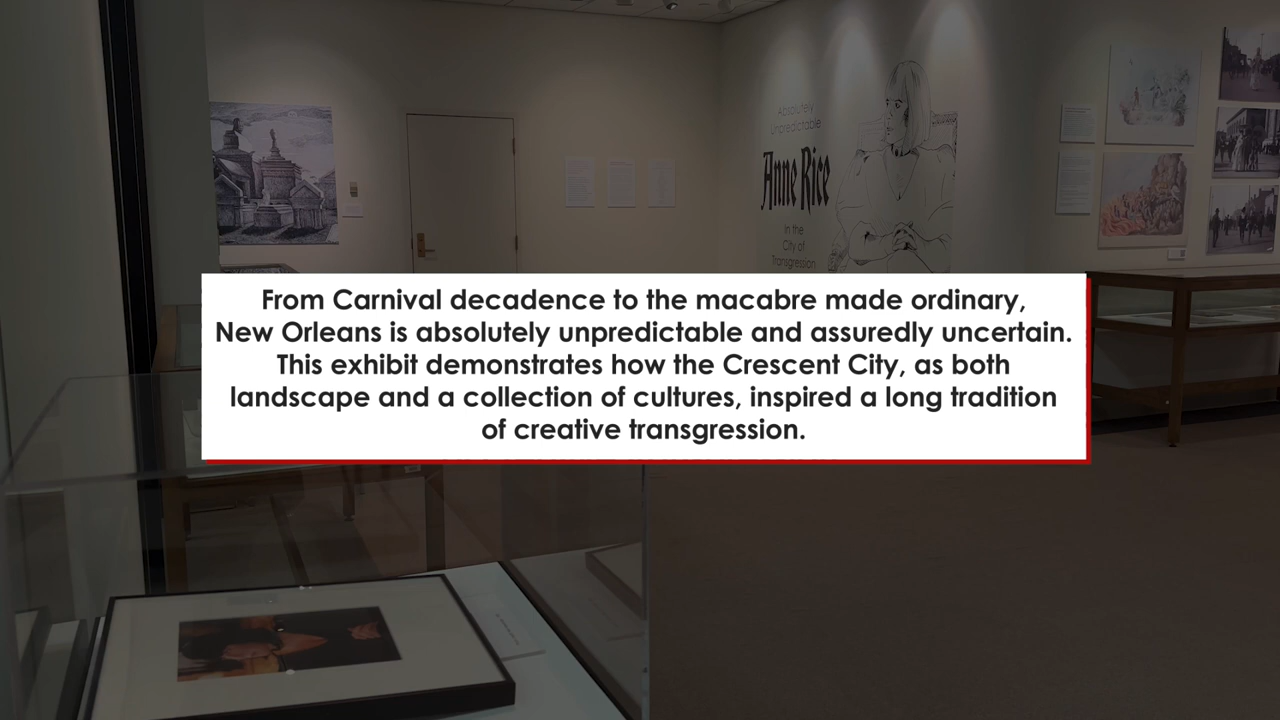 Absolutely
Unpredictable
Anne Rice
In the
City of
Transgression
From Carnival decadence to the macabre made ordinary,
New Orleans is absolutely unpredictable and assuredly uncertain.
This exhibit demonstrates how the Crescent City, as both
landscape and a collection of cultures, inspired a long tradition
of creative transgression.